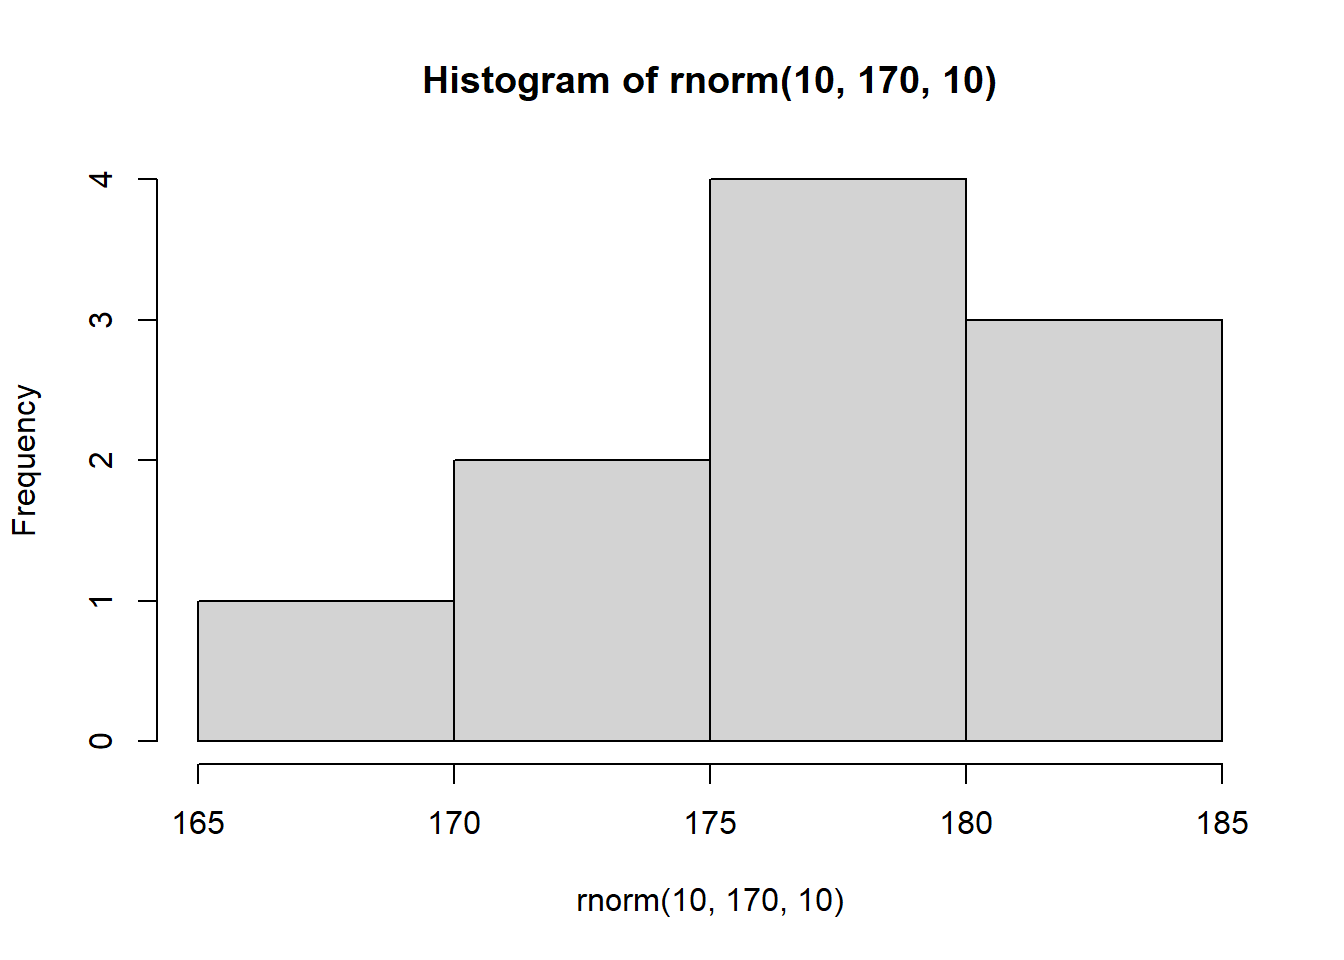 Histogram of rnorm(10, 170, 10)
Frequency
4
3
2
1
0
165 170 175 180 185
rnorm(10, 170, 10)